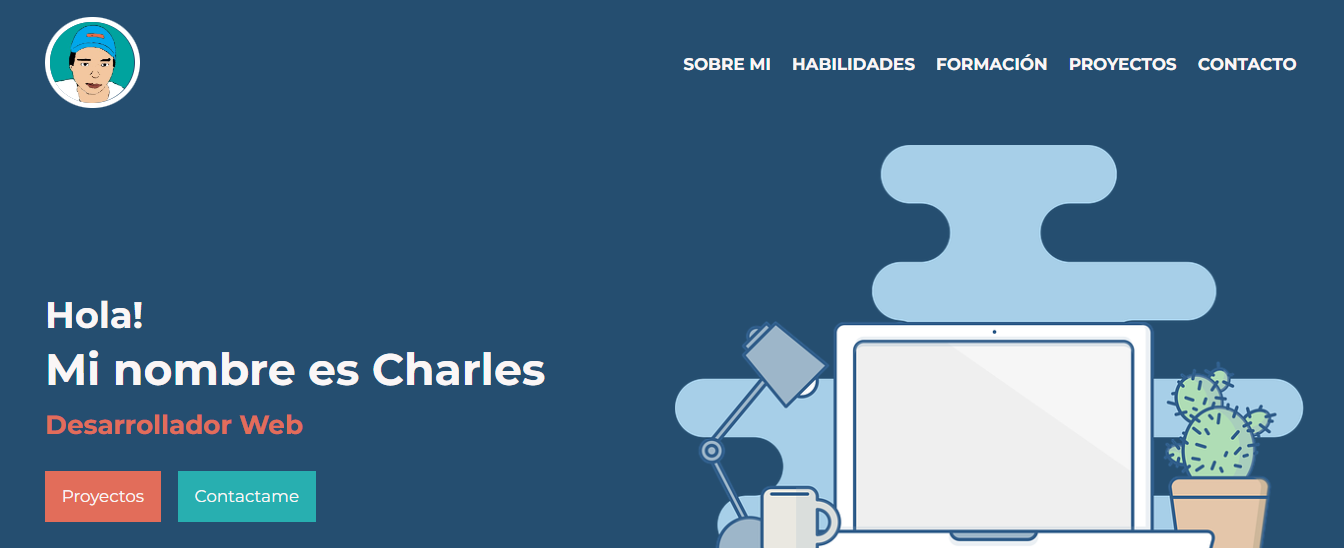 SOBRE MI HABILIDADES FORMACIÓN PROYECTOS CONTACTO
Hola!
Mi nombre es Charles
Desarrollador Web
Proyectos Contactame